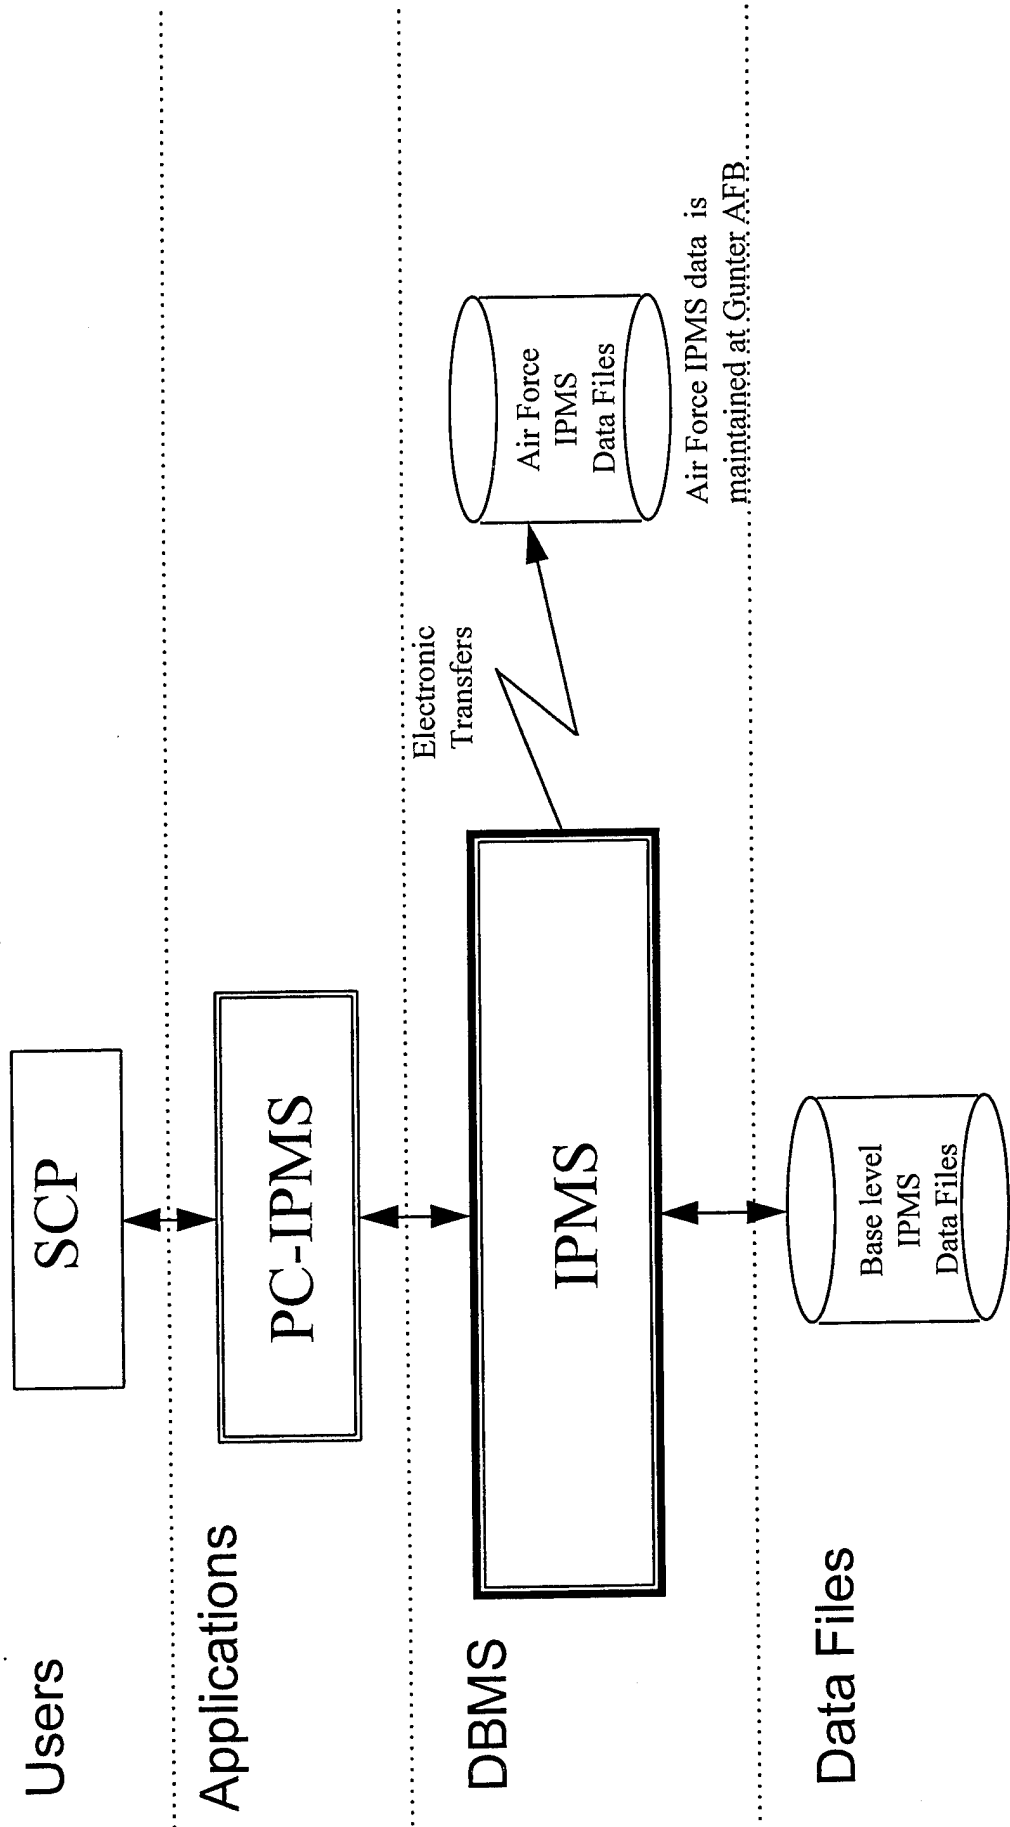 Users
SCP
Applications
PC-IPMS
DBMS
IPMS
Electronic
Transfers
Air Force
IPMS
Data Files
Air Force IPMS data is
maintained at Gunter AFB
Data Files
Base level
IPMS
Data Files